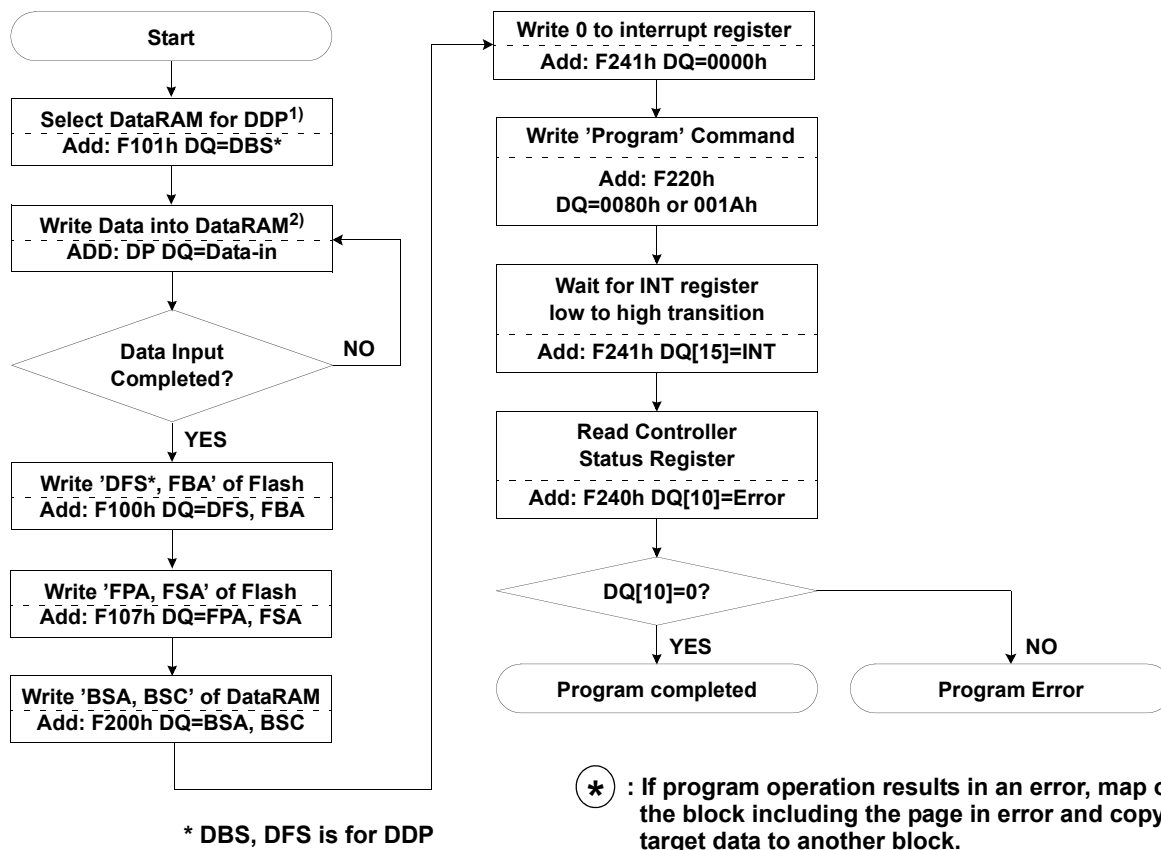 Start
Select DataRAM for DDP1)
Add: F101h DQ=DBS*
Write Data into DataRAM2)
ADD: DP DQ=Data-in
Data Input
Completed?
NO
YES
Write ’DFS*, FBA’ of Flash
Add: F100h DQ=DFS, FBA
Write ’FPA, FSA’ of Flash
Add: F107h DQ=FPA, FSA
Write ’BSA, BSC’ of DataRAM
Add: F200h DQ=BSA, BSC
Write 0 to interrupt register
Add: F241h DQ=0000h
Write ’Program’ Command
Add: F220h
DQ=0080h or 001Ah
Wait for INT register
low to high transition
Add: F241h DQ[15]=INT
Read Controller
Status Register
Add: F240h DQ[10]=Error
DQ[10]=0?
YES
NO
Program completed
Program Error
* : If program operation results in an error, map
the block including the page in error and copy
target data to another block.
* DBS, DFS is for DDP